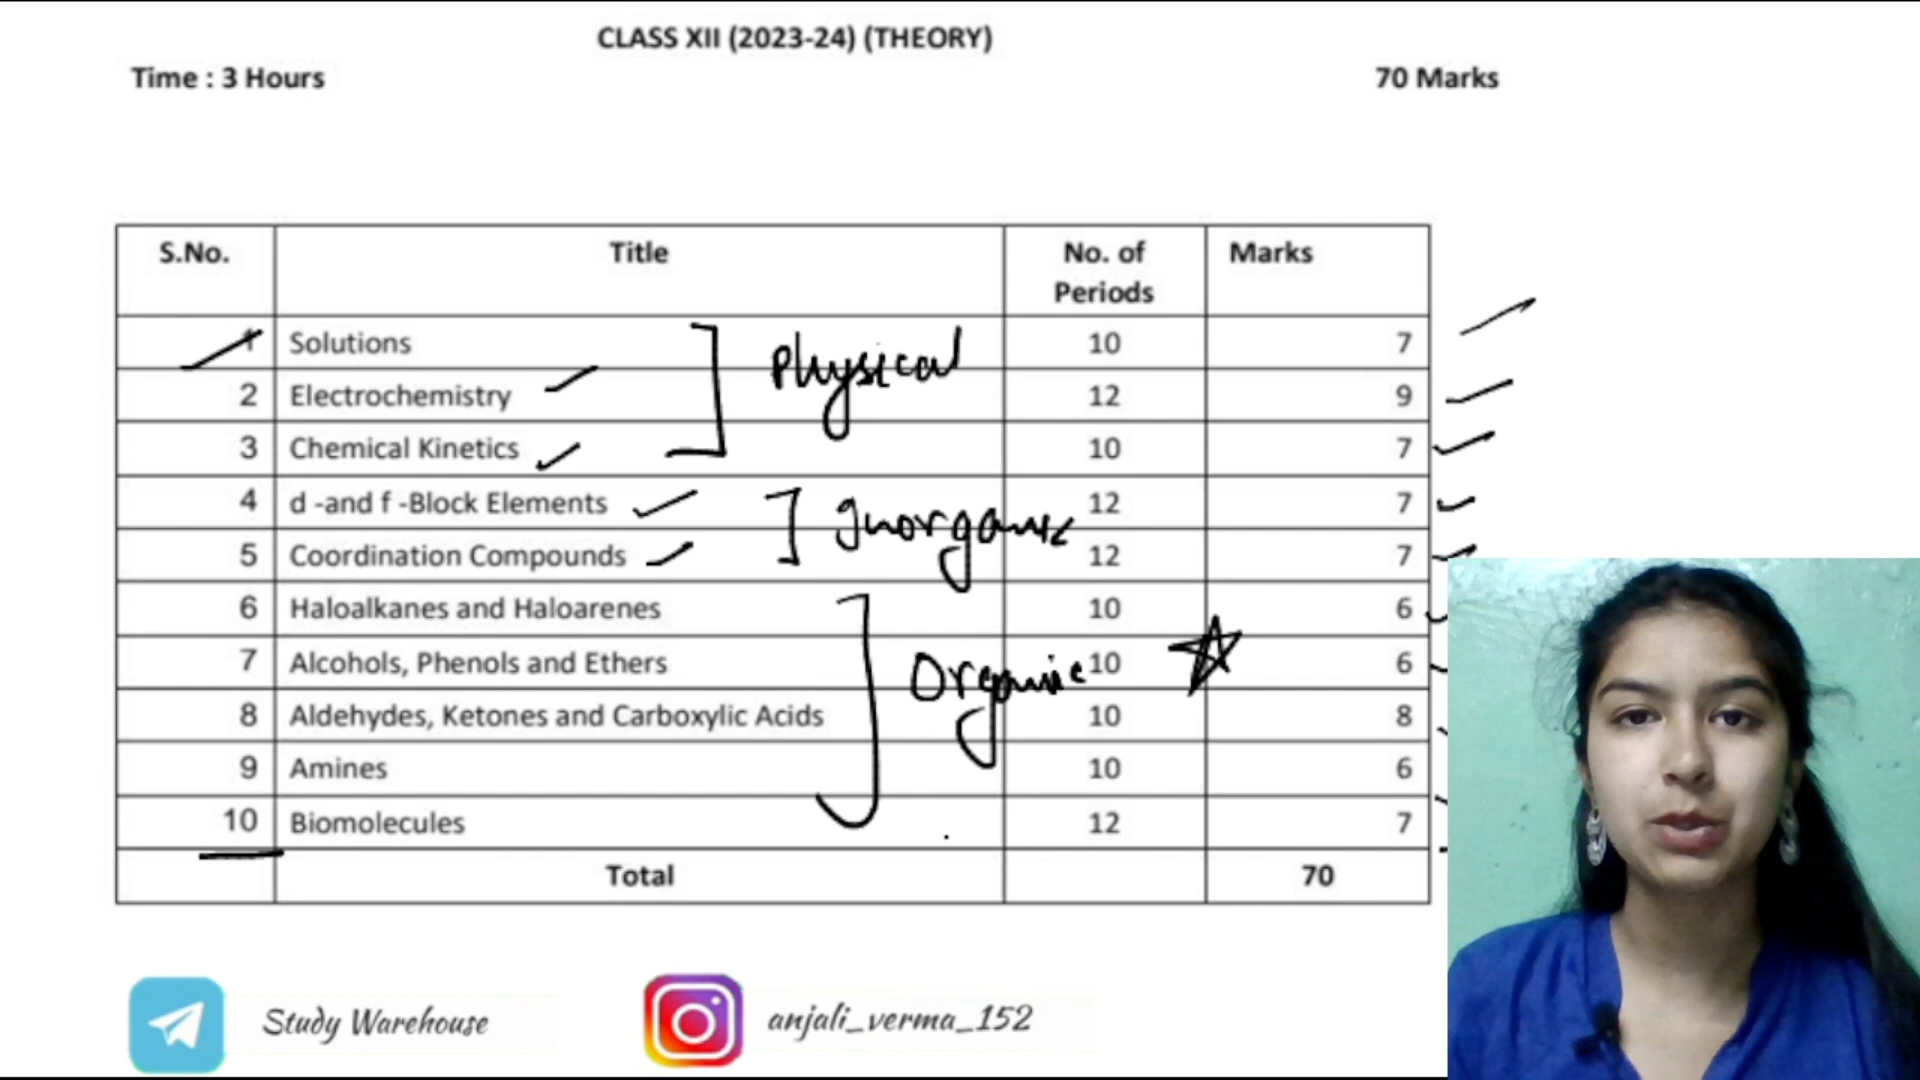 CLASS XII (2023-24) (THEORY)
Time : 3 Hours 70 Marks
S.No. Title No. of Periods Marks
1 Solutions 10 7
2 Electrochemistry 12 9
3 Chemical Kinetics 10 7
Physical
4 d -and f -Block Elements 12 7
5 Coordination Compounds 12 7
Inorganic
6 Haloalkanes and Haloarenes 10 6
7 Alcohols, Phenols and Ethers 10 6
Organic
8 Aldehydes, Ketones and Carboxylic Acids 10 8
9 Amines 10 6
10 Biomolecules 12 7
Total 70
Study Warehouse anjali_verma_152